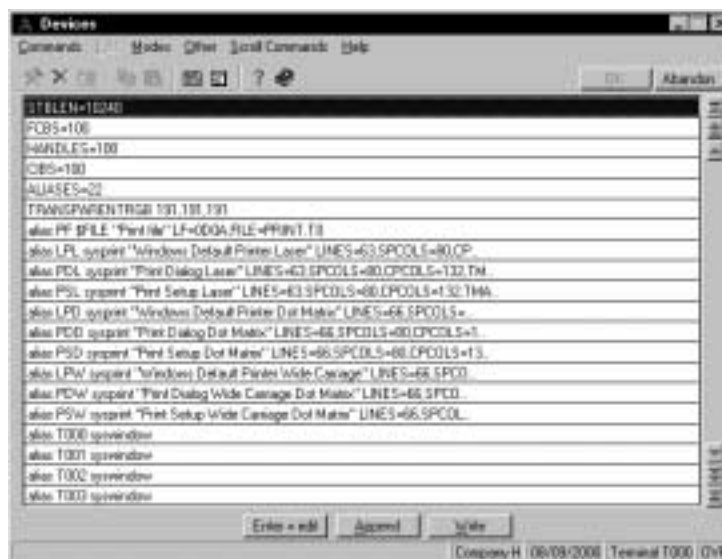 Devices
Commands Modes Other Scroll Commands Help
OK Abandon
STBLEN=10240
FCBS=100
HANDLES=100
CIBS=100
ALIASES=22
TRANSPARENTRGB 191,191,191
alias PF $FILE "Print file" LF=0D0A,FILE=PRINT.TXT
alias LPL sysprint "Windows Default Printer Laser" LINES=63,SPCOLS=80,CP..
alias PDL sysprint "Print Dialog Laser" LINES=63,SPCOLS=80,CPCOLS=132,TM..
alias PSL sysprint "Print Setup Laser" LINES=63,SPCOLS=80,CPCOLS=132,TMA..
alias LPD sysprint "Windows Default Printer Dot Matrix" LINES=66,SPCOLS=..
alias PDD sysprint "Print Dialog Dot Matrix" LINES=66,SPCOLS=80,CPCOLS=1..
alias PSD sysprint "Print Setup Dot Matrix" LINES=66,SPCOLS=80,CPCOLS=13..
alias LPW sysprint "Windows Default Printer Wide Carriage" LINES=66,SPCO..
alias PDW sysprint "Print Dialog Wide Carriage Dot Matrix" LINES=66,SPCO..
alias PSW sysprint "Print Setup Wide Carriage Dot Matrix" LINES=66,SPCOL..
alias T000 syswindow
alias T001 syswindow
alias T002 syswindow
alias T003 syswindow
Enter = edit Append Write
Company H 06/09/2000 Terminal T000